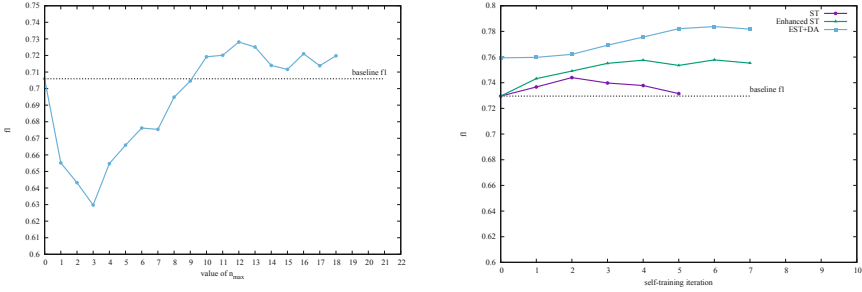 0.75
0.74
0.73
0.72
0.71
0.7
0.69
0.68
0.67
0.66
0.65
0.64
0.63
0.62
0.61
0.6
f1
baseline f1
0 1 2 3 4 5 6 7 8 9 10 11 12 13 14 15 16 17 18 19 20 21 22
value of n_max
0.8
0.78
0.76
0.74
0.72
0.7
0.68
0.66
0.64
0.62
0.6
f1
ST
Enhanced ST
EST+DA
baseline f1
0 1 2 3 4 5 6 7 8 9 10
self-training iteration